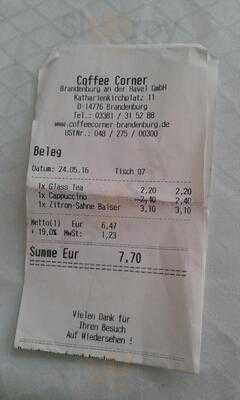 Coffee Corner
Brandenburg an der Havel GmbH
Katharienkirchplatz 11
D-14776 Brandenburg
Tel.: 03381 / 31 52 88
www.coffeecorner-brandenburg.de
UStNr.: 048 / 275 / 00300
Beleg
Datum: 24.05.16 Tisch 07
1x Glass Tea 2,20 2,20
1x Cappuccino 2,40 2,40
1x Zitron-Sahne Baiser 3,10 3,10
Netto(1) Eur 6,47
+ 19,0% MwSt: 1,23
Summe Eur 7,70
Vielen Dank für
Ihren Besuch
Auf Wiedersehen !